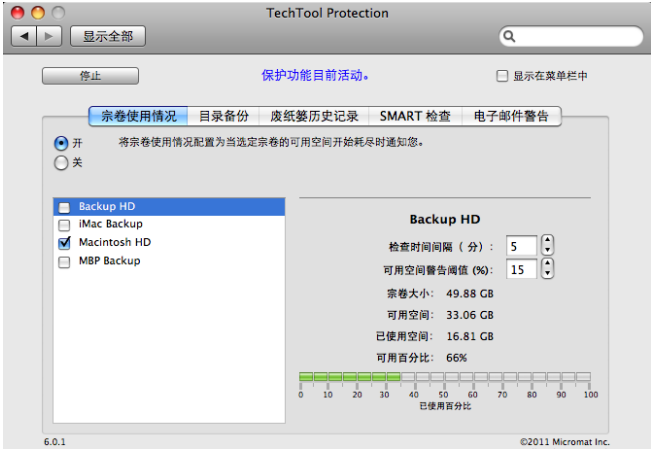 TechTool Protection
显示全部
停止
保护功能目前活动。
显示在菜单栏中
宗卷使用情况 目录备份 废纸篓历史记录 SMART 检查 电子邮件警告
开 将宗卷使用情况配置为当选定宗卷的可用空间开始耗尽时通知您。
关
Backup HD
iMac Backup
Macintosh HD
MBP Backup
Backup HD
检查时间间隔（ 分）： 5
可用空间警告阈值 (%)： 15
宗卷大小： 49.88 GB
可用空间： 33.06 GB
已使用空间： 16.81 GB
可用百分比： 66%
0 10 20 30 40 50 60 70 80 90 100
已使用百分比
6.0.1
©2011 Micromat Inc.